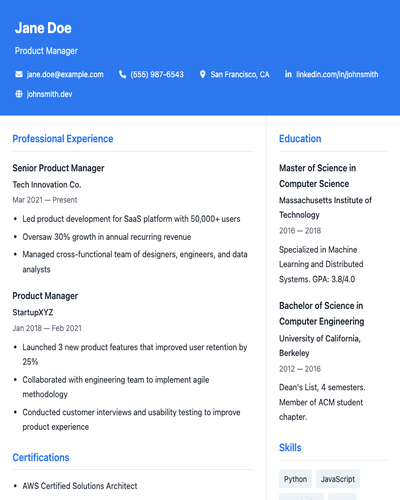 Jane Doe
Product Manager
jane.doe@example.com (555) 987-6543 San Francisco, CA linkedin.com/in/johnsmith
johnsmith.dev
Professional Experience
Senior Product Manager
Tech Innovation Co.
Mar 2021 — Present
• Led product development for SaaS platform with 50,000+ users
• Oversaw 30% growth in annual recurring revenue
• Managed cross-functional team of designers, engineers, and data
analysts
Product Manager
StartupXYZ
Jan 2018 — Feb 2021
• Launched 3 new product features that improved user retention by
25%
• Collaborated with engineering team to implement agile
methodology
• Conducted customer interviews and usability testing to improve
product experience
Certifications
• AWS Certified Solutions Architect
Education
Master of Science in
Computer Science
Massachusetts Institute of
Technology
2016 — 2018
Specialized in Machine
Learning and Distributed
Systems. GPA: 3.8/4.0
Bachelor of Science in
Computer Engineering
University of California,
Berkeley
2012 — 2016
Dean's List, 4 semesters.
Member of ACM student
chapter.
Skills
Python JavaScript